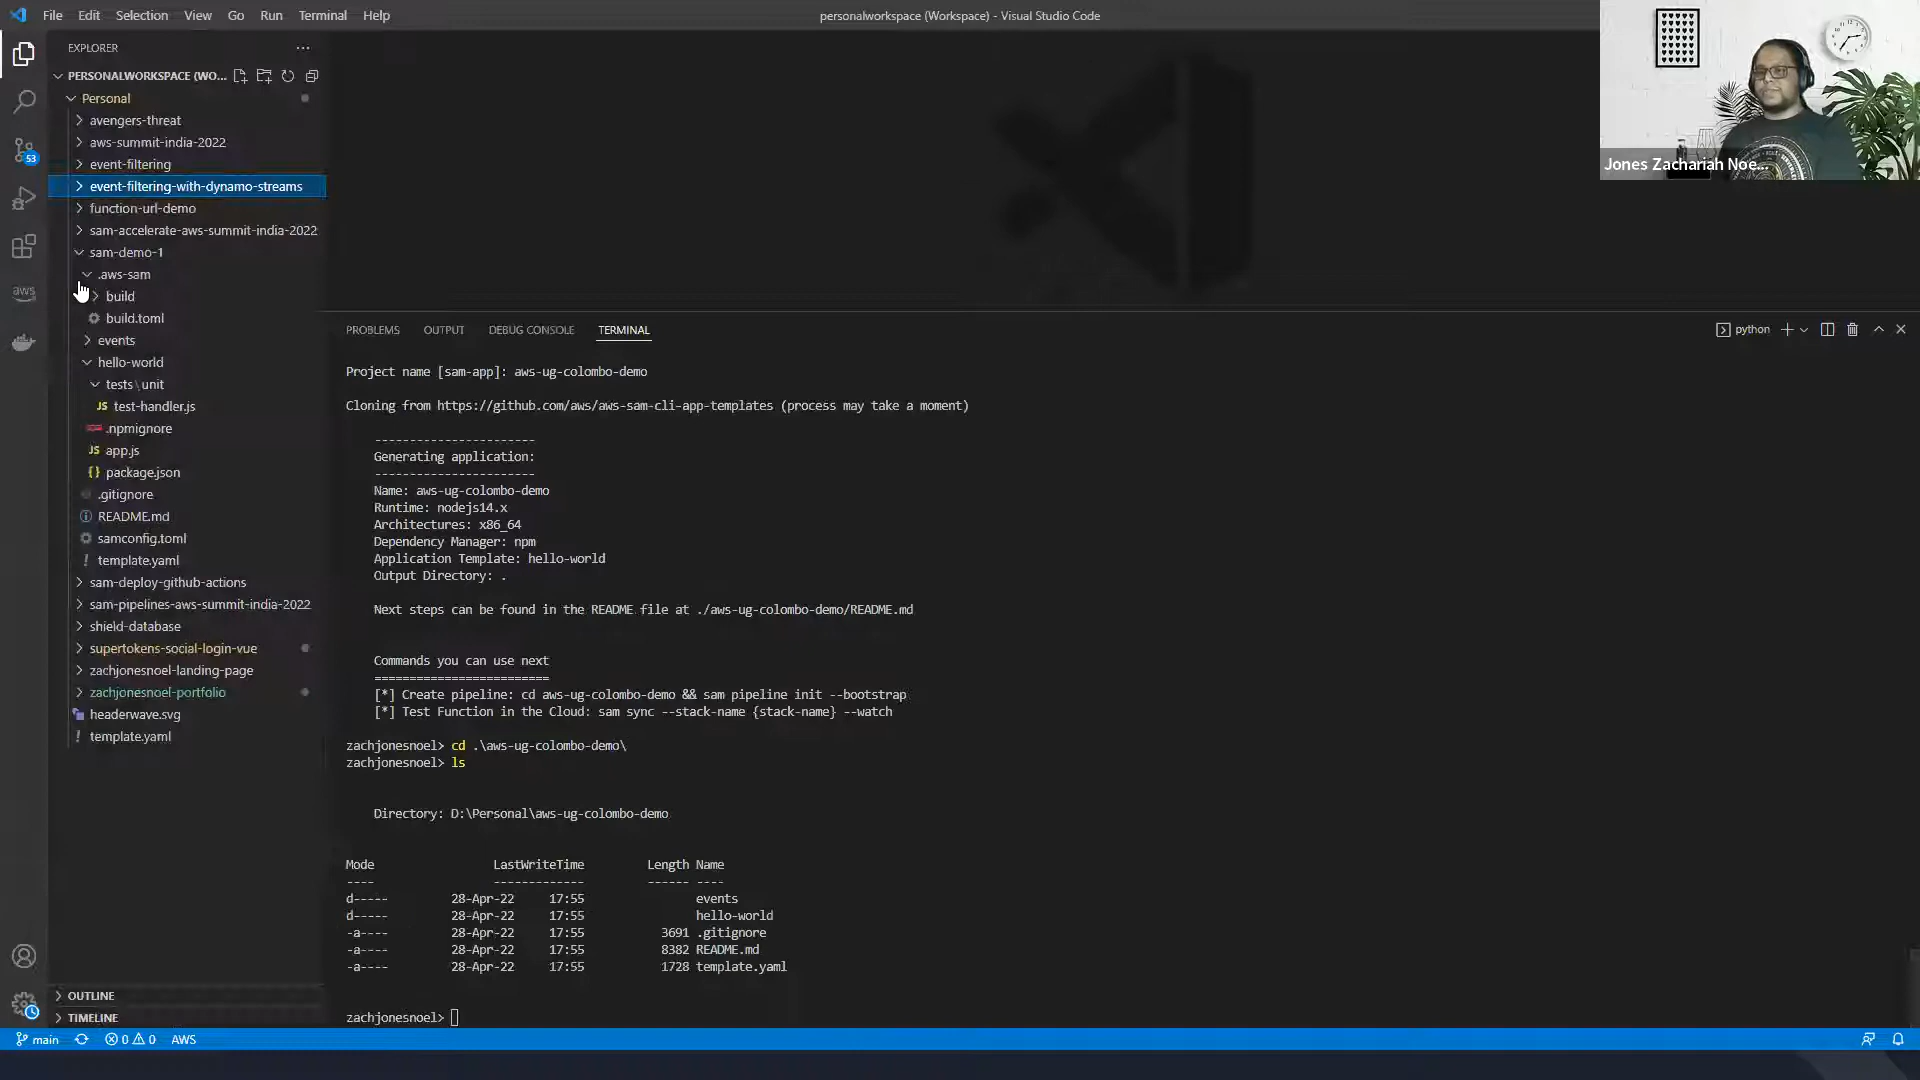 File Edit Selection View Go Run Terminal Help
personalworkspace (Workspace) - Visual Studio Code
EXPLORER
PERSONALWORKSPACE (WO...
Personal
avengers-threat
aws-summit-india-2022
event-filtering
event-filtering-with-dynamo-streams
function-url-demo
sam-accelerate-aws-summit-india-2022
sam-demo-1
.aws-sam
build
build.toml
events
hello-world
tests\unit
JS test-handler.js
.npmignore
JS app.js
{} package.json
.gitignore
README.md
samconfig.toml
! template.yaml
sam-deploy-github-actions
sam-pipelines-aws-summit-india-2022
shield-database
supertokens-social-login-vue
zachjonesnoel-landing-page
zachjonesnoel-portfolio
headerwave.svg
! template.yaml
OUTLINE
TIMELINE
53
aws
PROBLEMS OUTPUT DEBUG CONSOLE TERMINAL
python
Project name [sam-app]: aws-ug-colombo-demo
Cloning from https://github.com/aws/aws-sam-cli-app-templates (process may take a moment)
-----------------------
Generating application:
-----------------------
Name: aws-ug-colombo-demo
Runtime: nodejs14.x
Architectures: x86_64
Dependency Manager: npm
Application Template: hello-world
Output Directory: .
Next steps can be found in the README file at ./aws-ug-colombo-demo/README.md
Commands you can use next
=========================
[*] Create pipeline: cd aws-ug-colombo-demo && sam pipeline init --bootstrap
[*] Test Function in the Cloud: sam sync --stack-name {stack-name} --watch
zachjonesnoel> cd .\aws-ug-colombo-demo\
zachjonesnoel> ls
Directory: D:\Personal\aws-ug-colombo-demo
Mode LastWriteTime Length Name
---- ------------- ------ ----
d----- 28-Apr-22 17:55 events
d----- 28-Apr-22 17:55 hello-world
-a---- 28-Apr-22 17:55 3691 .gitignore
-a---- 28-Apr-22 17:55 8382 README.md
-a---- 28-Apr-22 17:55 1728 template.yaml
zachjonesnoel>
main 0 0 AWS
Jones Zachariah Noe...